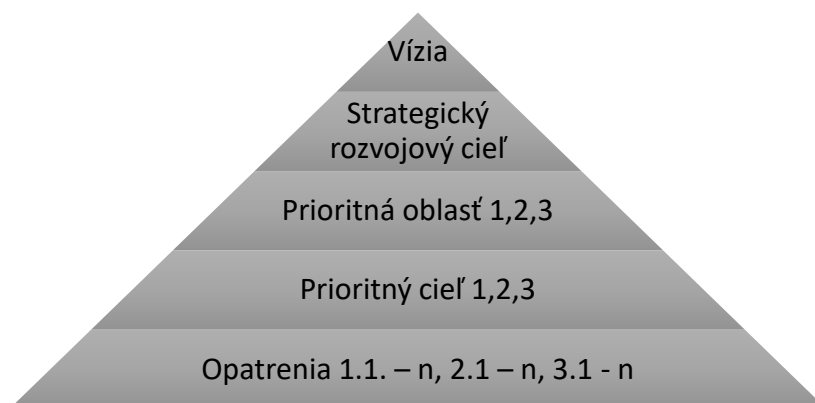 Vízia
Strategický
rozvojový cieľ
Prioritná oblasť 1,2,3
Prioritný cieľ 1,2,3
Opatrenia 1.1. – n, 2.1 – n, 3.1 - n